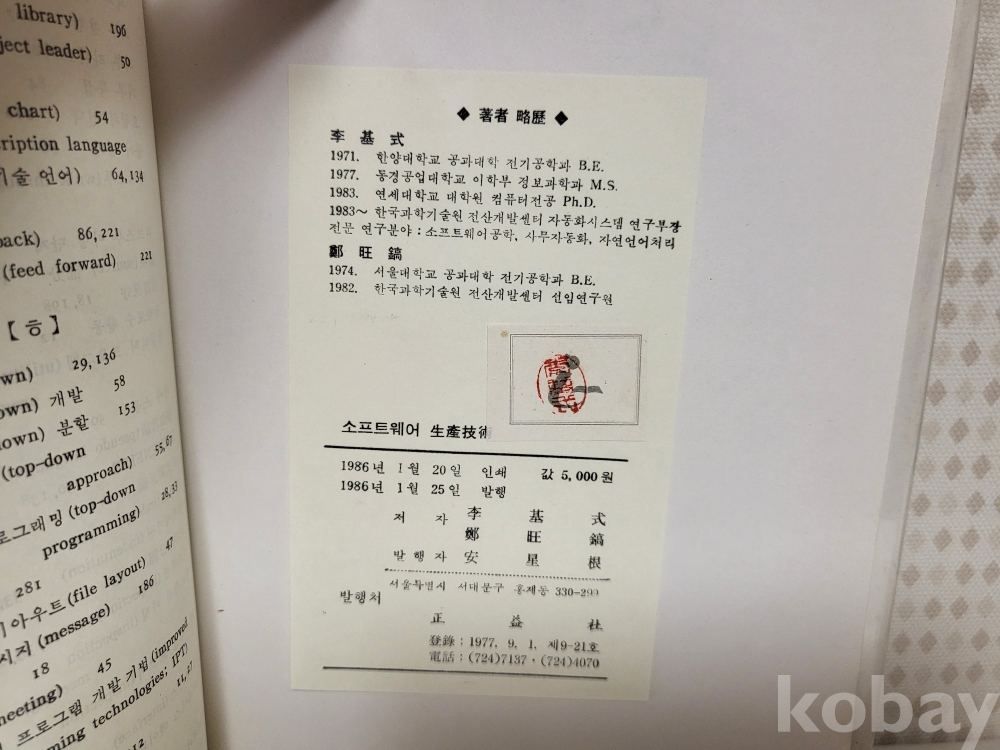 library) 196
ject leader) 50
chart) 54
cription language
기술 언어) 64, 134
back) 86, 221
(feed forward) 221
【ㅎ】
own) 29, 136
own) 개발 58
down) 분할 153
(top-down
approach) 55, 67
로그래밍 (top-down 28, 33
programming)
281 47
이아우트 (file layout)
시지 (message) 186
18
meeting) 45
프로그램 개발 기법 (improved
ming technologies; IPT)
◆ 著者 略歷 ◆
李 基 式
1971. 한양대학교 공과대학 전기공학과 B.E.
1977. 동경공업대학교 이학부 정보과학과 M.S.
1983. 연세대학교 대학원 컴퓨터전공 Ph.D.
1983~ 한국과학기술원 전산개발쎈터 자동화시스템 연구부장
전문 연구분야 : 소프트웨어공학, 사무자동화, 자연언어처리
鄭 旺 鎬
1974. 서울대학교 공과대학 전기공학과 B.E.
1982. 한국과학기술원 전산개발쎈터 선임연구원
소프트웨어 生産技術
1986년 1월 20일 인쇄 값 5,000원
1986년 1월 25일 발행
저 자 李 基 式
鄭 旺 鎬
발 행 자 安 星 根
서울특별시 서대문구 홍제동 330-299
발행처
正 益 社
登錄 : 1977. 9. 1. 제9-21호
電話 : (724)7137 · (724)4070
kobay